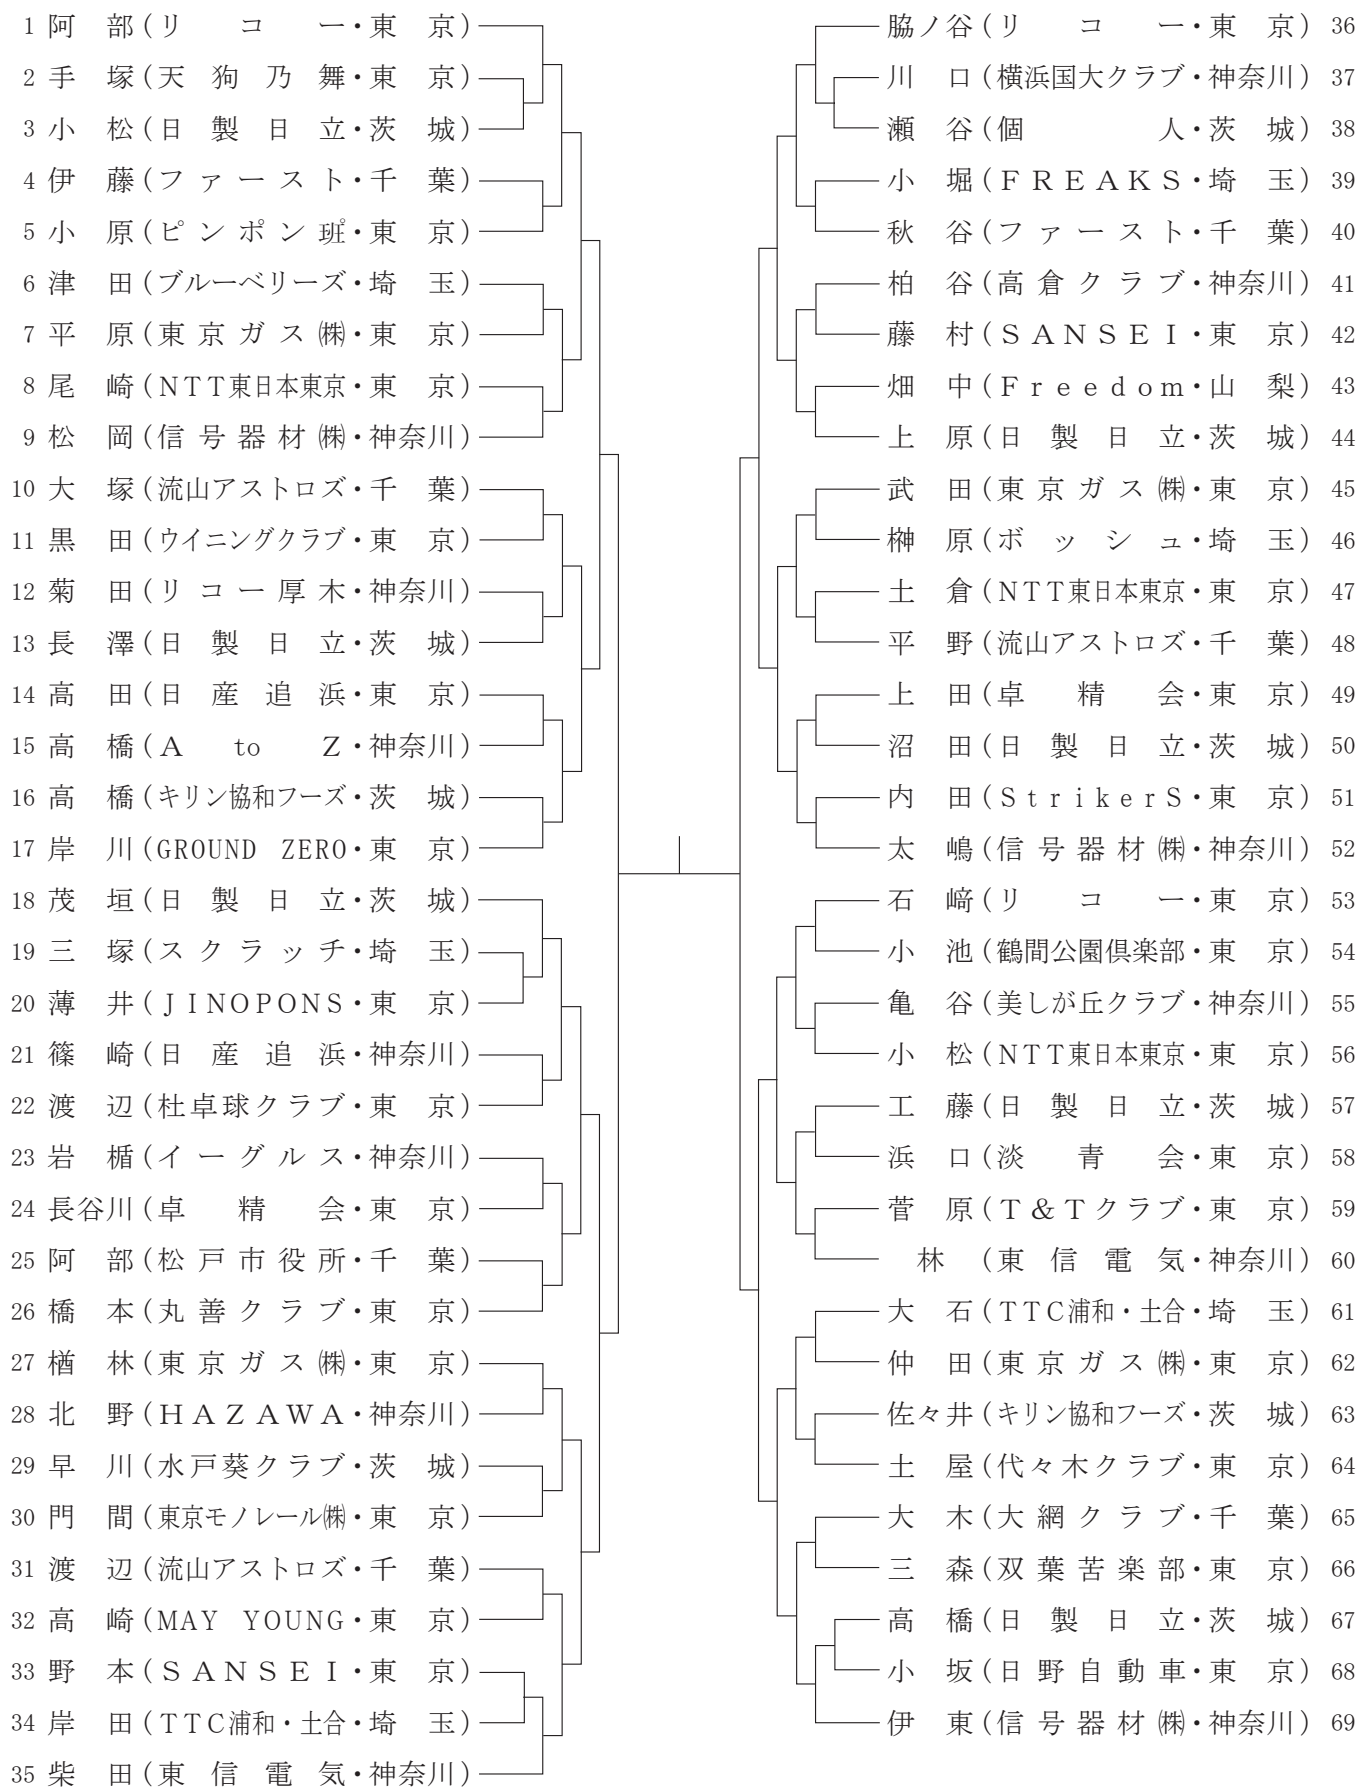 1 阿部(リコー・東京)
2 手塚(天狗乃舞・東京)
3 小松(日製日立・茨城)
4 伊藤(ファースト・千葉)
5 小原(ピンポン班・東京)
6 津田(ブルーベリーズ・埼玉)
7 平原(東京ガス㈱・東京)
8 尾崎(NTT東日本東京・東京)
9 松岡(信号器材㈱・神奈川)
10 大塚(流山アストロズ・千葉)
11 黒田(ウイニングクラブ・東京)
12 菊田(リコー厚木・神奈川)
13 長澤(日製日立・茨城)
14 高田(日産追浜・東京)
15 高橋(A to Z・神奈川)
16 高橋(キリン協和フーズ・茨城)
17 岸川(GROUND ZERO・東京)
18 茂垣(日製日立・茨城)
19 三塚(スクラッチ・埼玉)
20 薄井(JINOPONS・東京)
21 篠崎(日産追浜・神奈川)
22 渡辺(杜卓球クラブ・東京)
23 岩楯(イーグルス・神奈川)
24 長谷川(卓精会・東京)
25 阿部(松戸市役所・千葉)
26 橋本(丸善クラブ・東京)
27 楢林(東京ガス㈱・東京)
28 北野(HAZAWA・神奈川)
29 早川(水戸葵クラブ・茨城)
30 門間(東京モノレール㈱・東京)
31 渡辺(流山アストロズ・千葉)
32 高崎(MAY YOUNG・東京)
33 野本(SANSEI・東京)
34 岸田(TTC浦和・土合・埼玉)
35 柴田(東信電気・神奈川)
脇ノ谷(リコー・東京) 36
川口(横浜国大クラブ・神奈川) 37
瀬谷(個人・茨城) 38
小堀(FREAKS・埼玉) 39
秋谷(ファースト・千葉) 40
柏谷(高倉クラブ・神奈川) 41
藤村(SANSEI・東京) 42
畑中(Freedom・山梨) 43
上原(日製日立・茨城) 44
武田(東京ガス㈱・東京) 45
榊原(ボッシュ・埼玉) 46
土倉(NTT東日本東京・東京) 47
平野(流山アストロズ・千葉) 48
上田(卓精会・東京) 49
沼田(日製日立・茨城) 50
内田(StrikerS・東京) 51
太嶋(信号器材㈱・神奈川) 52
石﨑(リコー・東京) 53
小池(鶴間公園倶楽部・東京) 54
亀谷(美しが丘クラブ・神奈川) 55
小松(NTT東日本東京・東京) 56
工藤(日製日立・茨城) 57
浜口(淡青会・東京) 58
菅原(T&Tクラブ・東京) 59
林(東信電気・神奈川) 60
大石(TTC浦和・土合・埼玉) 61
仲田(東京ガス㈱・東京) 62
佐々井(キリン協和フーズ・茨城) 63
土屋(代々木クラブ・東京) 64
大木(大網クラブ・千葉) 65
三森(双葉苦楽部・東京) 66
高橋(日製日立・茨城) 67
小坂(日野自動車・東京) 68
伊東(信号器材㈱・神奈川) 69